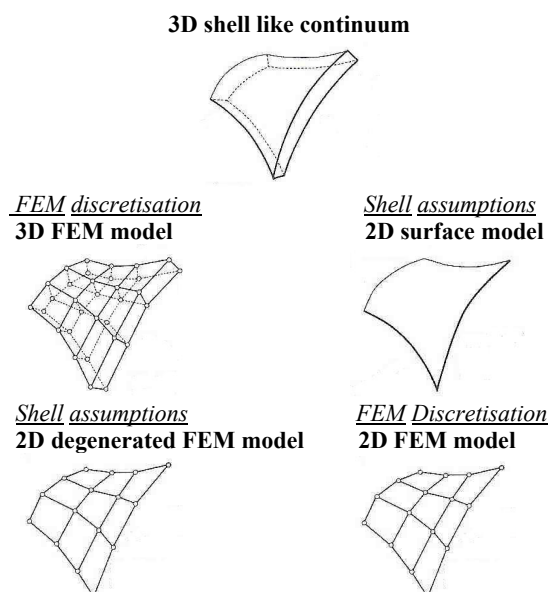 3D shell like continuum
FEM discretisation
3D FEM model
Shell assumptions
2D surface model
Shell assumptions
2D degenerated FEM model
FEM Discretisation
2D FEM model